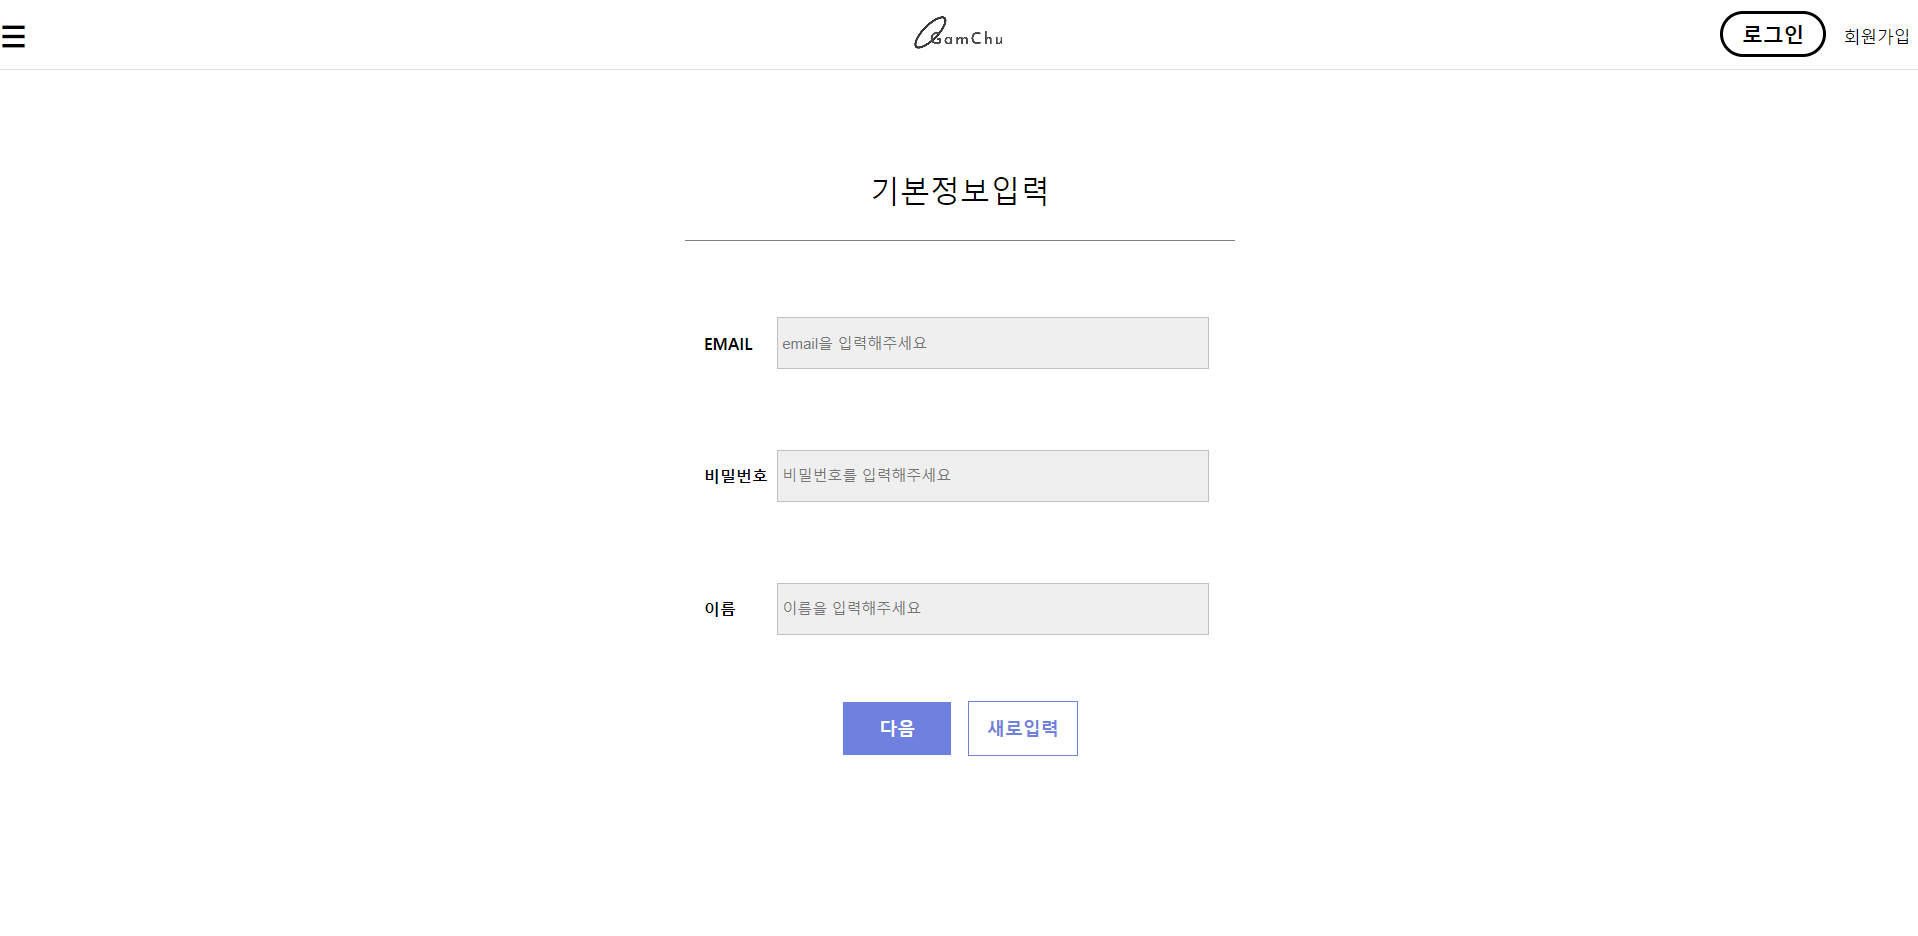 ☰
GamChu
로그인
회원가입
기본정보입력
EMAIL
email을 입력해주세요
비밀번호
비밀번호를 입력해주세요
이름
이름을 입력해주세요
다음
새로입력